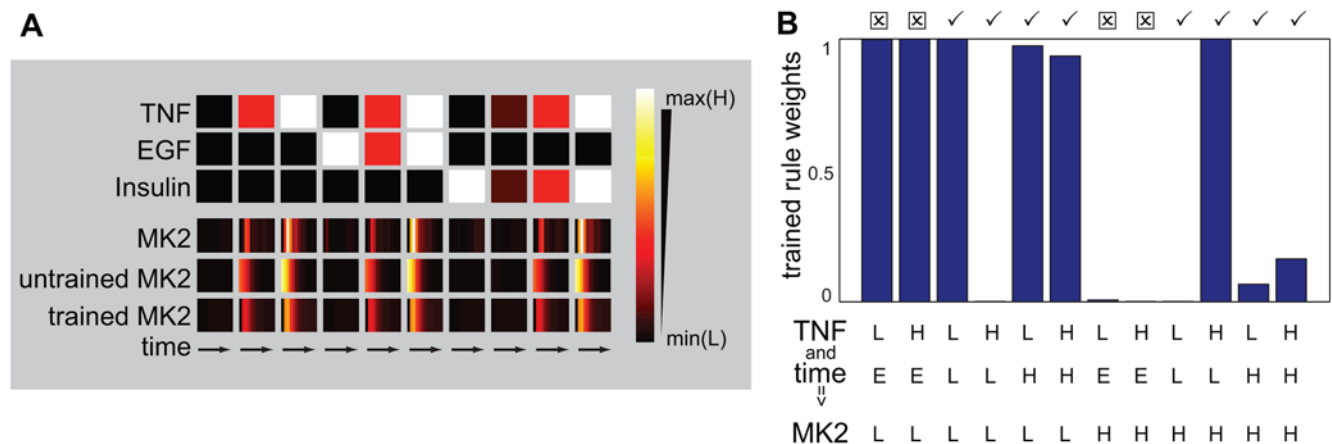 A
TNF
EGF
Insulin
MK2
untrained MK2
trained MK2
time
max(H)
min(L)
B
trained rule weights
1
0.5
0
TNF L H L H L H L H L H L H
and
time E E L L H H E E L L H H
=>
MK2 L L L L L L H H H H H H